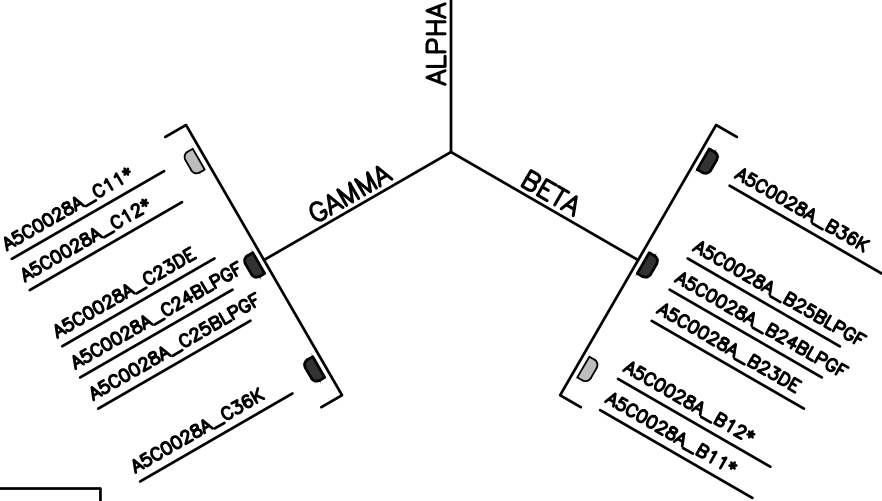 ALPHA
GAMMA
BETA
A5C0028A_C11*
A5C0028A_C12*
A5C0028A_C23DE
A5C0028A_C24BLPGF
A5C0028A_C25BLPGF
A5C0028A_C36K
A5C0028A_B36K
A5C0028A_B25BLPGF
A5C0028A_B24BLPGF
A5C0028A_B23DE
A5C0028A_B12*
A5C0028A_B11*